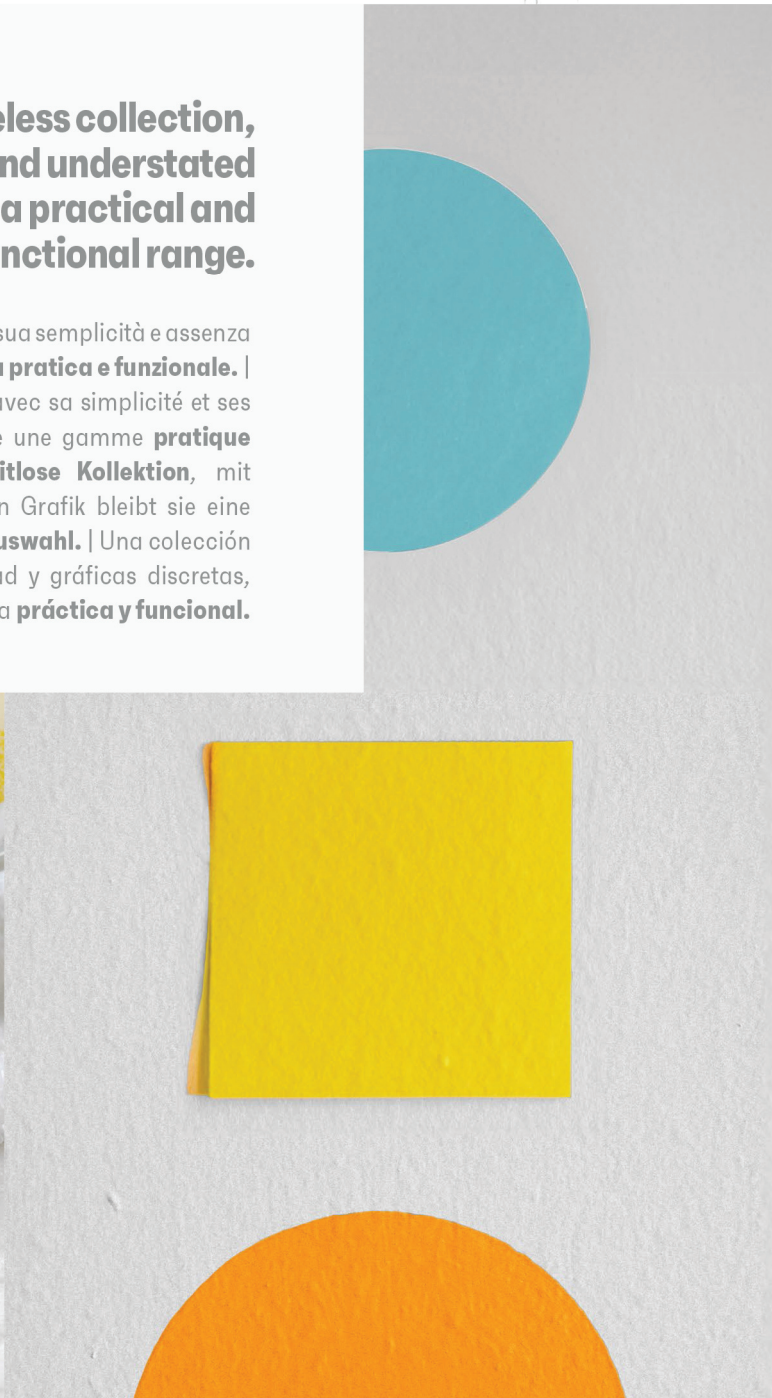 eless collection,
nd understated
a practical and
nctional range.
sua semplicità e assenza
pratica e funzionale. |
avec sa simplicité et ses
e une gamme pratique
itlose Kollektion, mit
n Grafik bleibt sie eine
uswahl. | Una colección
ad y gráficas discretas,
a práctica y funcional.